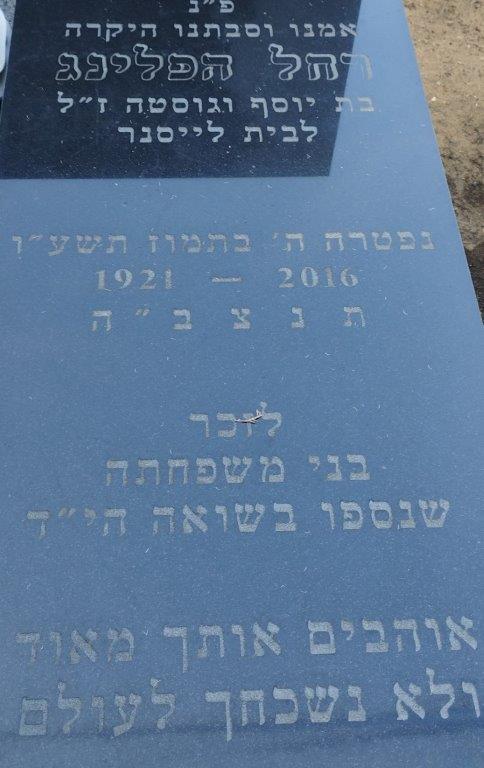 פ״נ
אמנו וסבתנו היקרה
רחל הפלינג
בת יוסף וגוסטה ז״ל
לבית לייסנר
נפטרה ה׳ בתמוז תשע״ו
1921 — 2016
ת נ צ ב ״ ה
לזכר
בני משפחתה
שנספו בשואה הי״ד
אוהבים אותך מאוד
ולא נשכחך לעולם